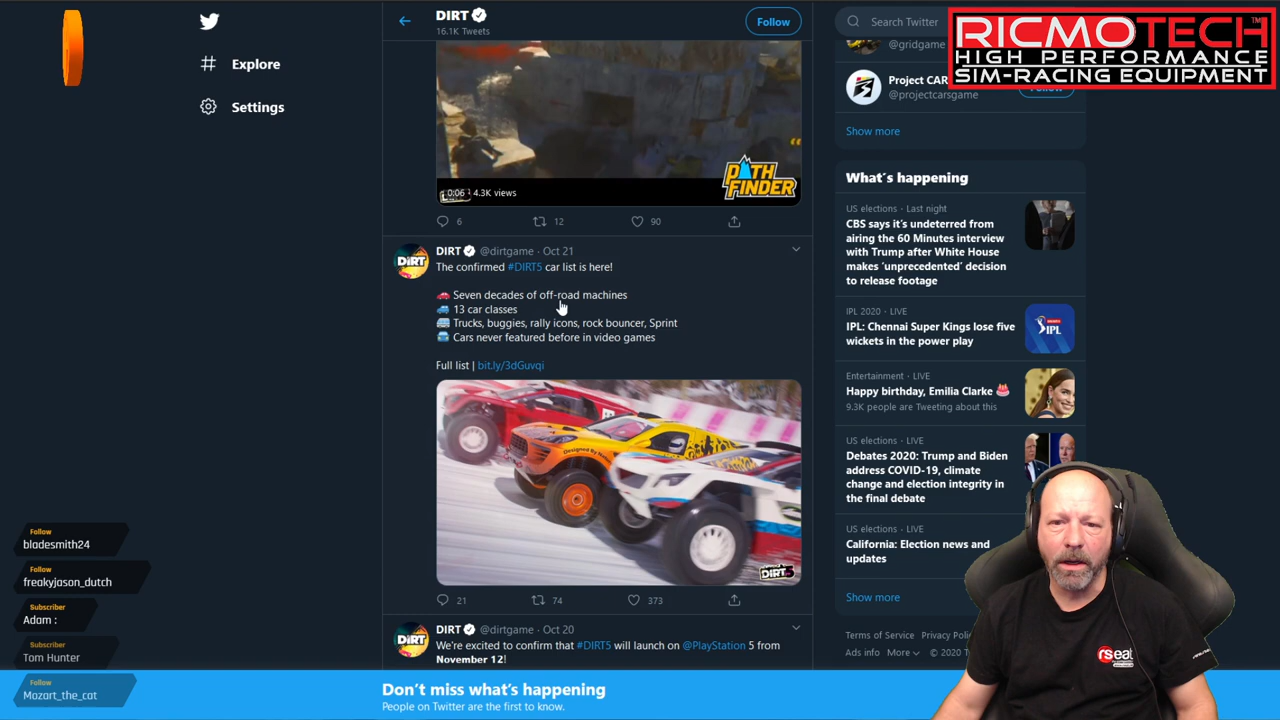 Explore
Settings
Follow
bladesmith24
Follow
freakyjason_dutch
Subscriber
Adam :
Subscriber
Tom Hunter
Follow
Mozart_the_cat
DIRT
16.1K Tweets
Follow
PATH
FINDER
0:06 4.3K views
6 12 90
DIRT @dirtgame · Oct 21
The confirmed #DIRT5 car list is here!
Seven decades of off-road machines
13 car classes
Trucks, buggies, rally icons, rock bouncer, Sprint
Cars never featured before in video games
Full list | bit.ly/3dGuvqi
DIRT5
21 74 373
DIRT @dirtgame · Oct 20
We're excited to confirm that #DIRT5 will launch on @PlayStation 5 from
November 12!
Search Twitter
RICMOTECH™
HIGH PERFORMANCE
SIM-RACING EQUIPMENT
@gridgame
Project CAR
@projectcarsgame
Show more
What's happening
US elections · Last night
CBS says it's undeterred from
airing the 60 Minutes interview
with Trump after White House
makes 'unprecedented' decision
to release footage
IPL 2020 · LIVE
IPL: Chennai Super Kings lose five
wickets in the power play
Entertainment · LIVE
Happy birthday, Emilia Clarke 🎂
9.3K people are Tweeting about this
US elections · LIVE
Debates 2020: Trump and Biden
address COVID-19, climate
change and election integrity in
the final debate
US elections · LIVE
California: Election news and
updates
Show more
Terms of Service Privacy Poli
Ads info More © 2020 T
rseat
Don't miss what's happening
People on Twitter are the first to know.